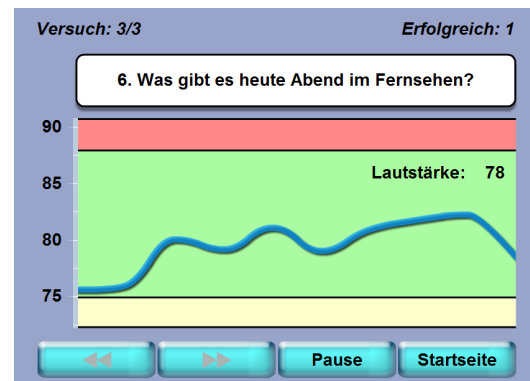 Versuch: 3/3 Erfolgreich: 1
6. Was gibt es heute Abend im Fernsehen?
90
Lautstärke: 78
85
80
75
Pause Startseite